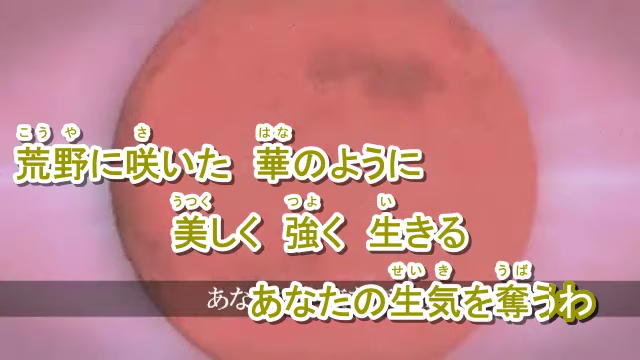 こうや さ はな
荒野に咲いた 華のように
うつく つよ い
美しく 強く 生きる
せいき うば
あなたの生気を奪うわ
あな